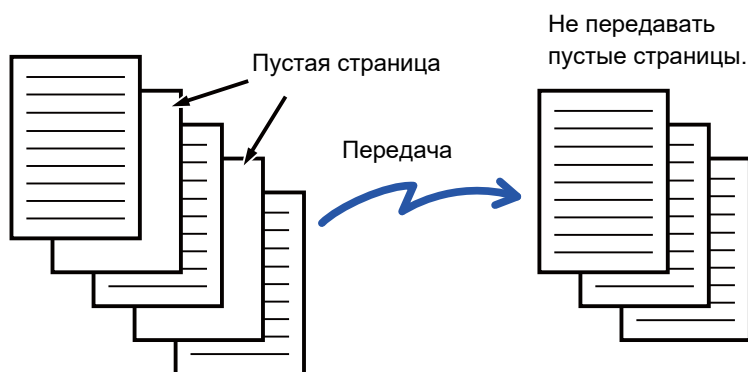 Не передавать
пустые страницы.
Пустая страница
Передача